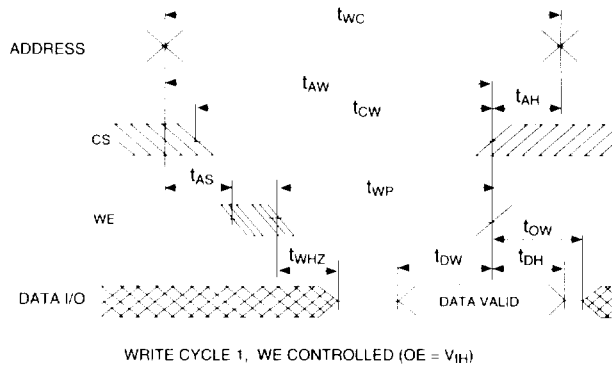 tWC
ADDRESS
tAW
tCW
tAH
CS
tAS
tWP
WE
tOW
tWHZ
tDW
tDH
DATA I/O
DATA VALID
WRITE CYCLE 1, WE CONTROLLED (OE = VIH)